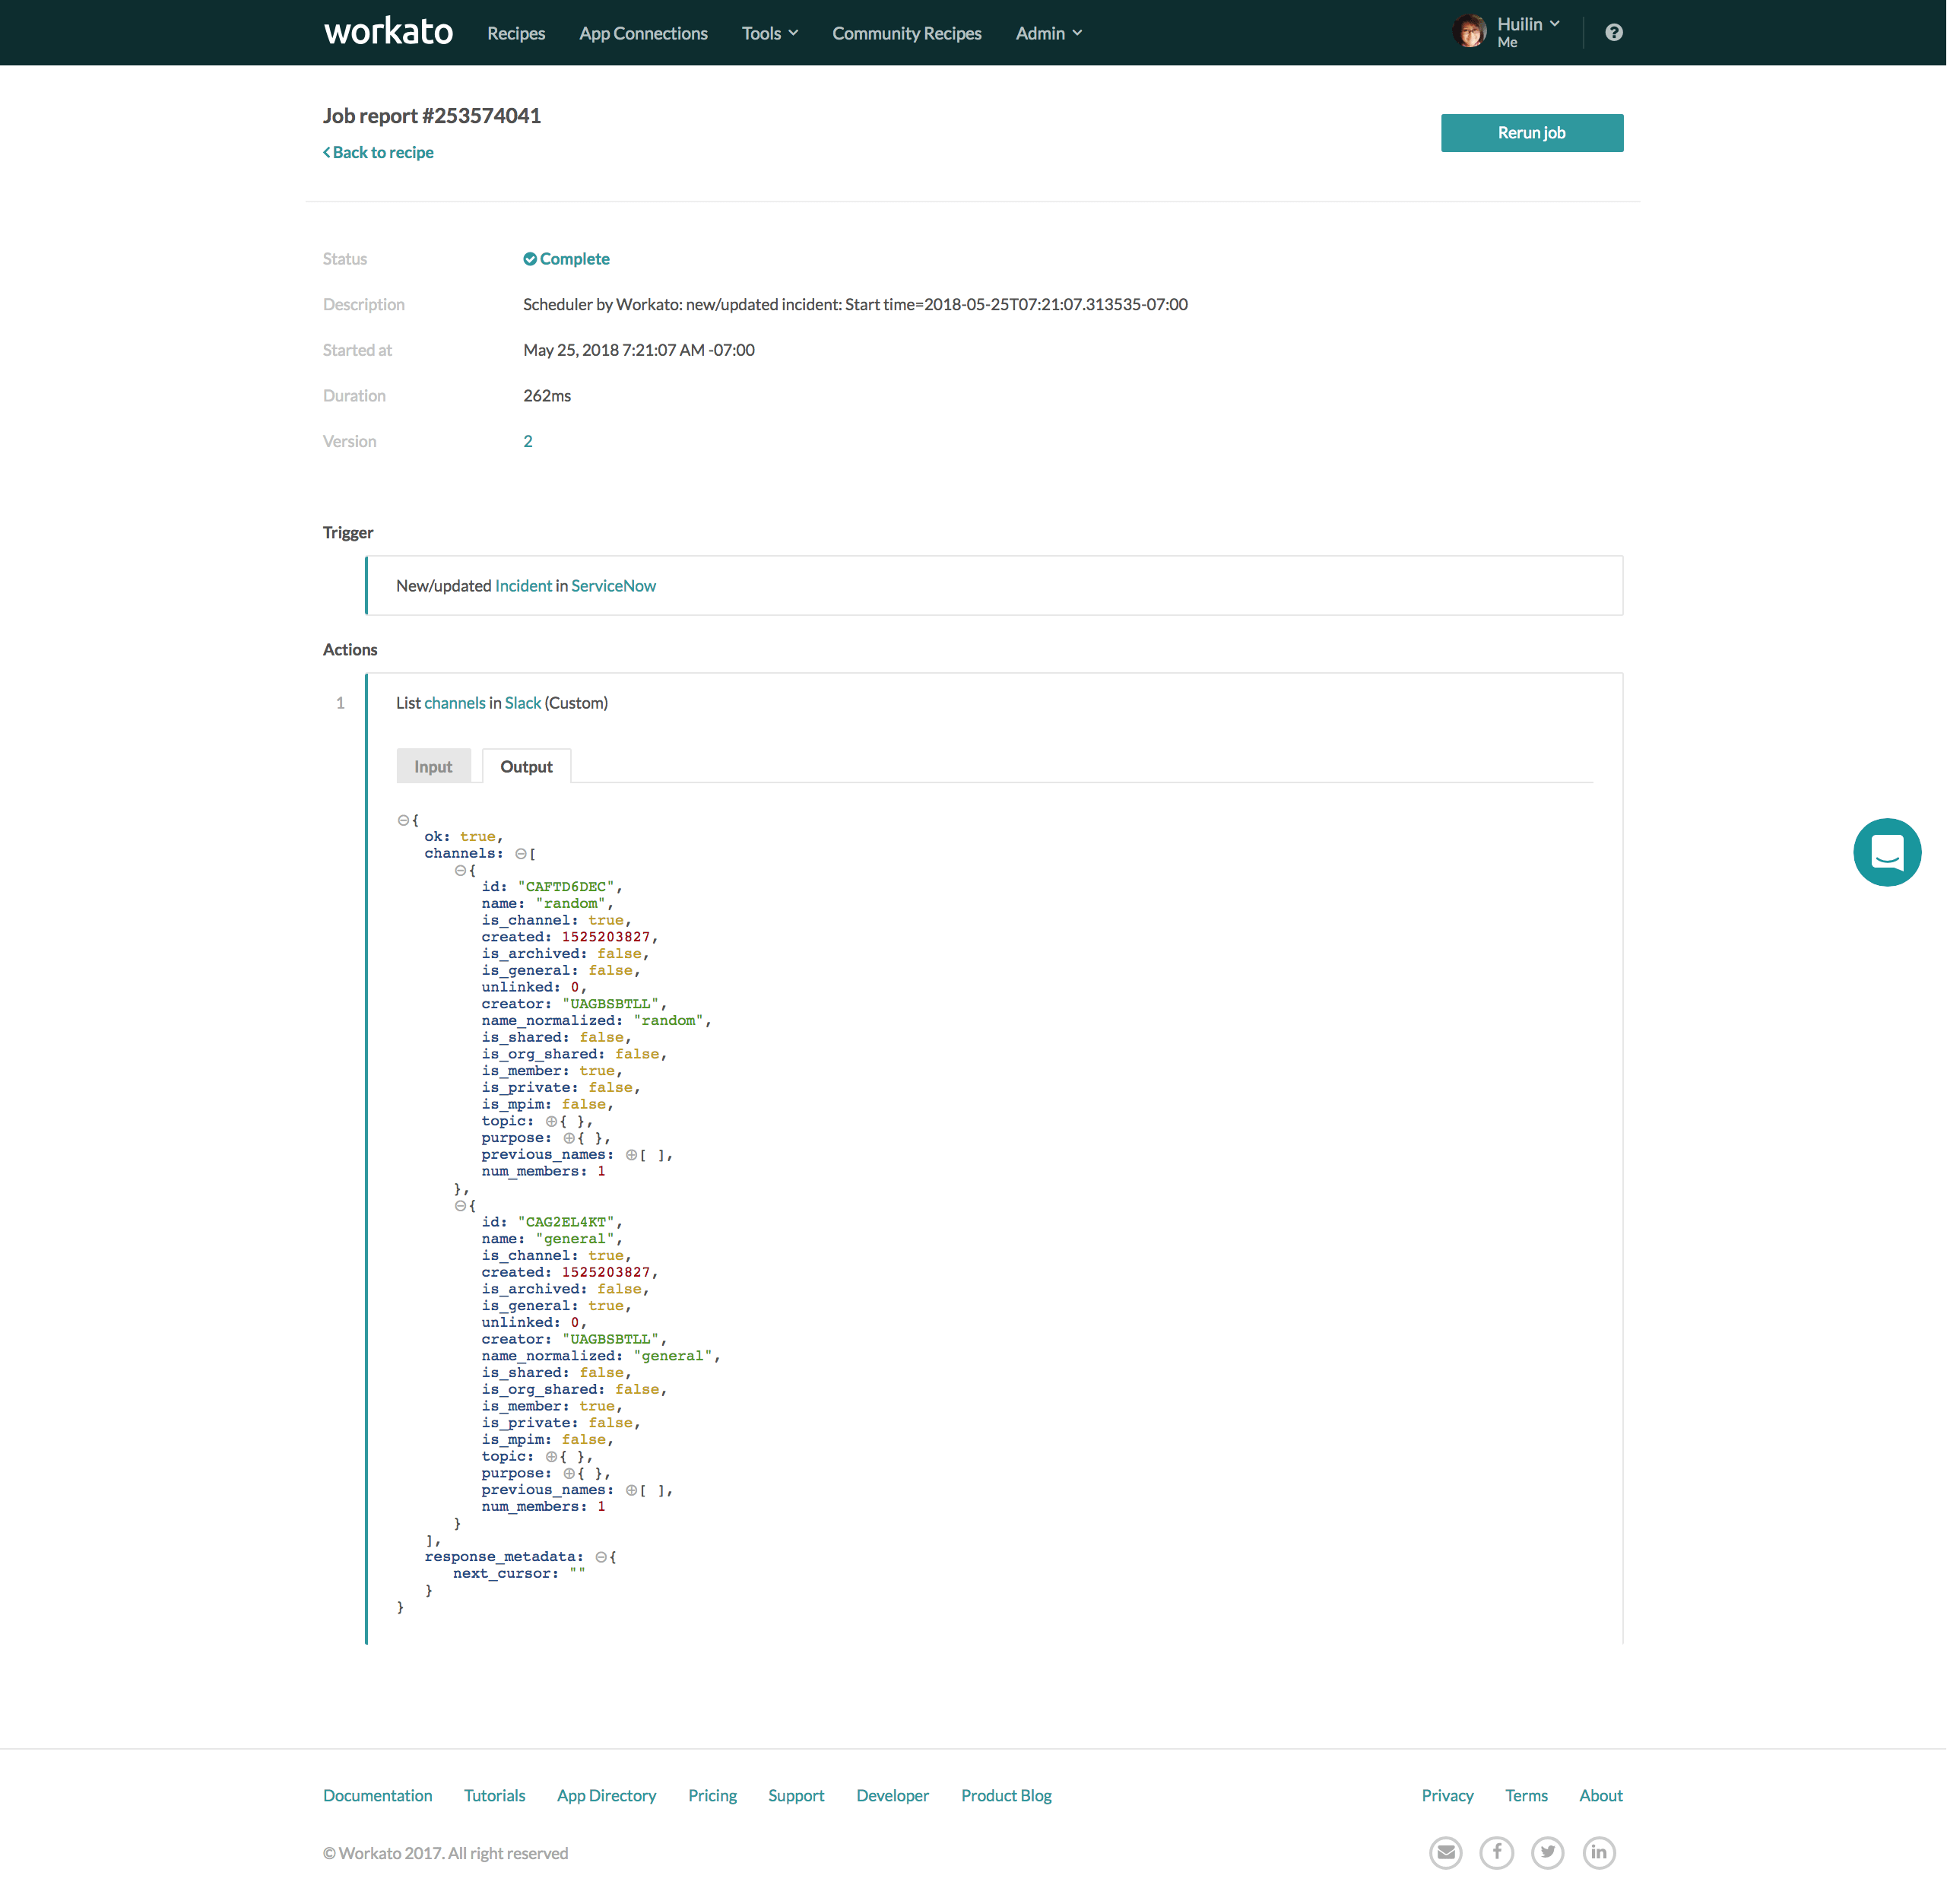 workato Recipes App Connections Tools Community Recipes Admin Huilin
Me
Job report #253574041
Back to recipe
Rerun job
Status Complete
Description Scheduler by Workato: new/updated incident: Start time=2018-05-25T07:21:07.313535-07:00
Started at May 25, 2018 7:21:07 AM -07:00
Duration 262ms
Version 2
Trigger
New/updated Incident in ServiceNow
Actions
1 List channels in Slack (Custom)
Input Output
{
ok: true,
channels: [
{
id: "CAFTD6DEC",
name: "random",
is_channel: true,
created: 1525203827,
is_archived: false,
is_general: false,
unlinked: 0,
creator: "UAGBSBTLL",
name_normalized: "random",
is_shared: false,
is_org_shared: false,
is_member: true,
is_private: false,
is_mpim: false,
topic: { },
purpose: { },
previous_names: [ ],
num_members: 1
},
{
id: "CAG2EL4KT",
name: "general",
is_channel: true,
created: 1525203827,
is_archived: false,
is_general: true,
unlinked: 0,
creator: "UAGBSBTLL",
name_normalized: "general",
is_shared: false,
is_org_shared: false,
is_member: true,
is_private: false,
is_mpim: false,
topic: { },
purpose: { },
previous_names: [ ],
num_members: 1
}
],
response_metadata: {
next_cursor: ""
}
}
Documentation Tutorials App Directory Pricing Support Developer Product Blog Privacy Terms About
© Workato 2017. All right reserved